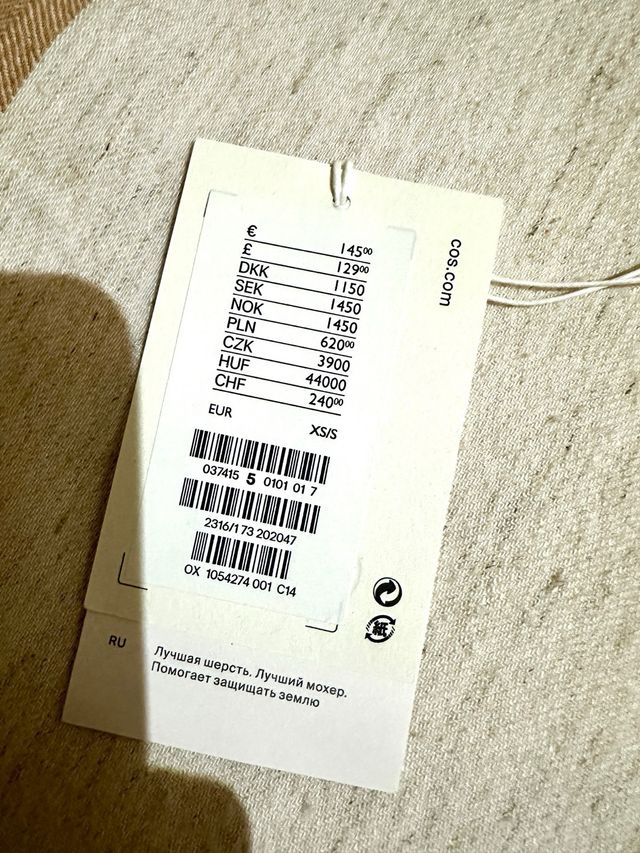 cos.com
€ 145⁰⁰
£ 129⁰⁰
DKK 1150
SEK 1450
NOK 1450
PLN 620⁰⁰
CZK 3900
HUF 44000
CHF 240⁰⁰
EUR XS/S
037415 5 0101 01 7
2316/173 202047
OX 1054274 001 C14
紙
RU
Лучшая шерсть. Лучший мохер.
Помогает защищать землю